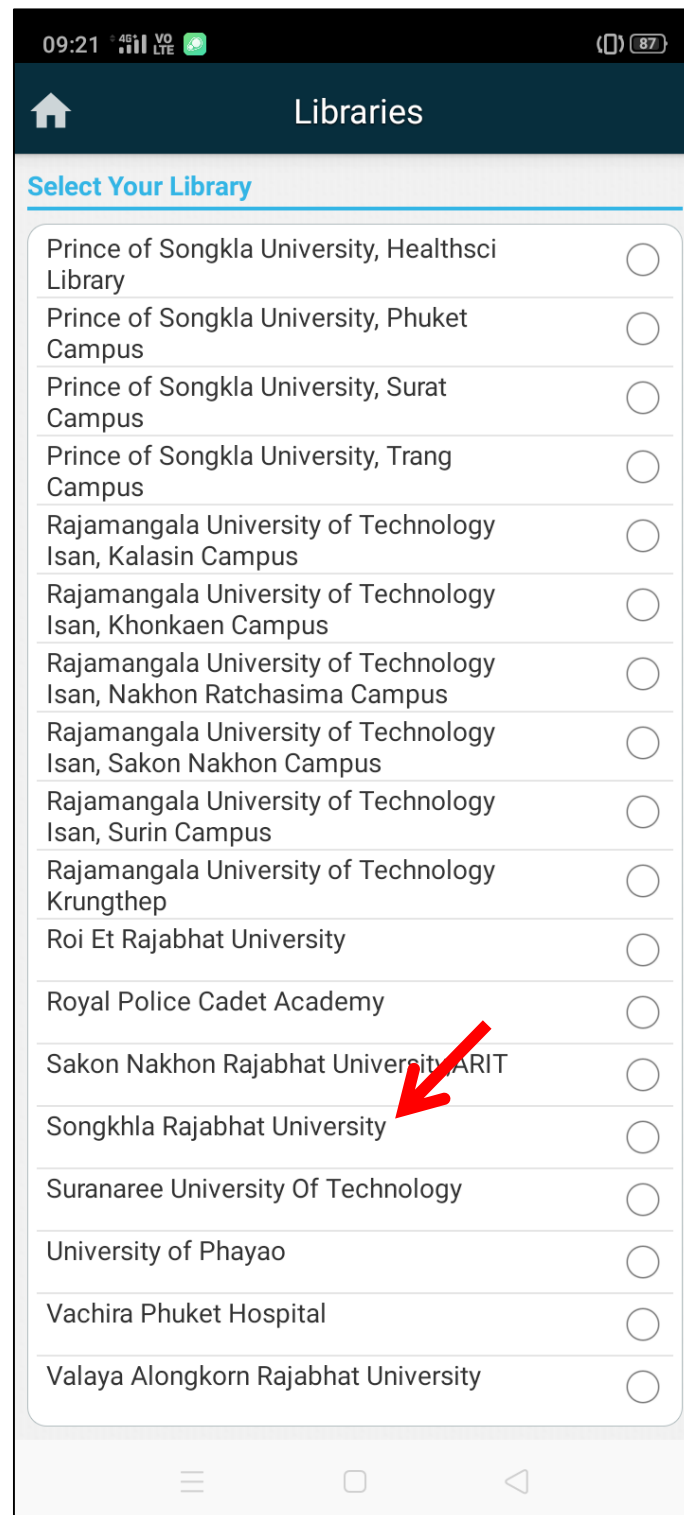 09:21 4G VO LTE 87
Libraries
Select Your Library
Prince of Songkla University, Healthsci
Library
Prince of Songkla University, Phuket
Campus
Prince of Songkla University, Surat
Campus
Prince of Songkla University, Trang
Campus
Rajamangala University of Technology
Isan, Kalasin Campus
Rajamangala University of Technology
Isan, Khonkaen Campus
Rajamangala University of Technology
Isan, Nakhon Ratchasima Campus
Rajamangala University of Technology
Isan, Sakon Nakhon Campus
Rajamangala University of Technology
Isan, Surin Campus
Rajamangala University of Technology
Krungthep
Roi Et Rajabhat University
Royal Police Cadet Academy
Sakon Nakhon Rajabhat University,ARIT
Songkhla Rajabhat University
Suranaree University Of Technology
University of Phayao
Vachira Phuket Hospital
Valaya Alongkorn Rajabhat University